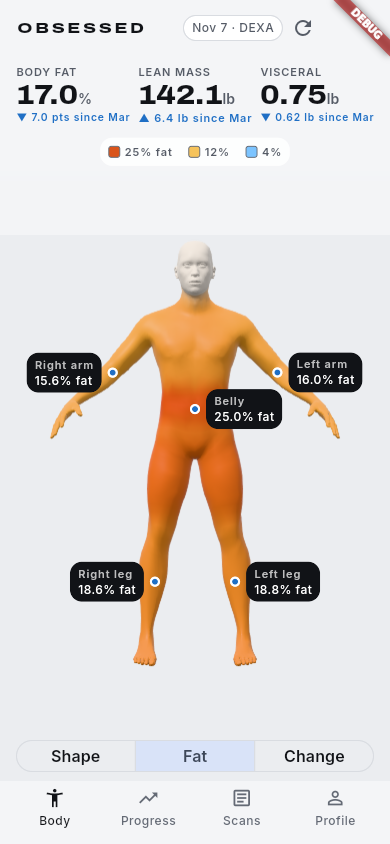 OBSESSED
Nov 7 · DEXA
DEBUG
BODY FAT
17.0%
▼ 7.0 pts since Mar
LEAN MASS
142.1lb
▲ 6.4 lb since Mar
VISCERAL
0.75lb
▼ 0.62 lb since Mar
25% fat
12%
4%
Right arm
15.6% fat
Left arm
16.0% fat
Belly
25.0% fat
Right leg
18.6% fat
Left leg
18.8% fat
Shape
Fat
Change
Body
Progress
Scans
Profile